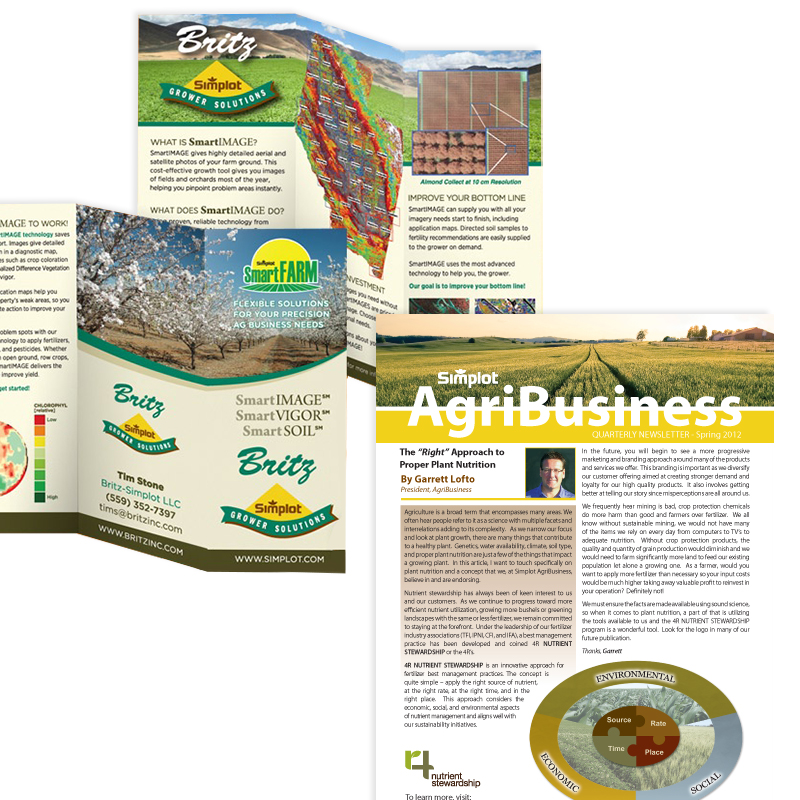 Britz
Simplot
GROWER SOLUTIONS
WHAT IS SmartIMAGE?
SmartIMAGE gives highly detailed aerial and
satellite photos of your farm ground. This
cost-effective growth tool gives you images
of fields and orchards most of the year,
helping you pinpoint problem areas instantly.
WHAT DOES SmartIMAGE DO?
proven, reliable technology from
Almond Collect at 10 cm Resolution
IMPROVE YOUR BOTTOM LINE
SmartIMAGE can supply you with all your
imagery needs start to finish, including
application maps. Directed soil samples to
fertility recommendations are easily supplied
to the grower on demand.
SmartIMAGE uses the most advanced
technology to help you, the grower.
Our goal is to improve your bottom line!
MAGE TO WORK!
rtIMAGE technology saves
ort. Images give detailed
n in a diagnostic map,
es such as crop coloration
alized Difference Vegetation
vigor.
cation maps help you
perty's weak areas, so you
te action to improve your
oblem spots with our
technology to applifiers,
, and pesticides. Whether
open ground, row crops,
martIMAGE delivers the
improve yield.
get started!
CHLOROPHYL
(relative)
Low
High
Simplot
SmartFARM
FLEXIBLE SOLUTIONS
FOR YOUR PRECISION
AG BUSINESS NEEDS
Britz
Simplot
GROWER SOLUTIONS
Tim Stone
Britz-Simplot LLC
(559) 352-7397
tims@britzinc.com
WWW.BRITZINC.COM
SmartIMAGE℠
SmartVIGOR℠
SmartSOIL℠
Britz
Simplot
GROWER SOLUTIONS
WWW.SIMPLOT.COM
Simplot
AgriBusiness
QUARTERLY NEWSLETTER - Spring 2012
The “Right” Approach to
Proper Plant Nutrition
By Garrett Lofto
President, AgriBusiness
Agriculture is a broad term that encompasses many areas. We
often hear people refer to it as a science with multiple facets and
interrelations adding to its complexity. As we narrow our focus
and look at plant growth, there are many things that contribute
to a healthy plant. Genetics, water availability, climate, soil type,
and proper plant nutrition are just a few of the things that impact
a growing plant. In this article, I want to touch specifically on
plant nutrition and a concept that we, at Simplot AgriBusiness,
believe in and are endorsing.
Nutrient stewardship has always been of keen interest to us
and our customers. As we continue to progress toward more
efficient nutrient utilization, growing more bushels or greening
landscapes with the same or less fertilizer, we remain committed
to staying at the forefront. Under the leadership of our fertilizer
industry associations (TFI, IPNI, CFI, and IFA), a best management
practice has been developed and coined 4R NUTRIENT
STEWARDSHIP or the 4R's.
4R NUTRIENT STEWARDSHIP is an innovative approach for
fertilizer best management practices. The concept is
quite simple – apply the right source of nutrient,
at the right rate, at the right time, and in the
right place. This approach considers the
economic, social, and environmental aspects
of nutrient management and aligns well with
our sustainability initiatives.
r4 nutrient
stewardship
To learn more, visit:
In the future, you will begin to see a more progressive
marketing and branding approach around many of the products
and services we offer. This branding is important as we diversify
our customer offering aimed at creating stronger demand and
loyalty for our high quality products. It also involves getting
better at telling our story since misperceptions are all around us.
We frequently hear mining is bad, crop protection chemicals
do more harm than good and farmers over fertilizer. We all
know without sustainable mining, we would not have many
of the items we rely on every day from computers to TV's to
adequate nutrition. Without crop protection products, the
quality and quantity of grain production would diminish and we
would need to farm significantly more land to feed our existing
population let alone a growing one. As a farmer, would you
want to apply more fertilizer than necessary so your input costs
would be much higher taking away valuable profit to reinvest in
your operation? Definitely not!
We must ensure the facts are made available using sound science,
so when it comes to plant nutrition, a part of that is utilizing
the tools available to us and the 4R NUTRIENT STEWARDSHIP
program is a wonderful tool. Look for the logo in many of our
future publication.
Thanks, Garrett
ENVIRONMENTAL
Source
Rate
Time
Place
ECONOMIC
SOCIAL